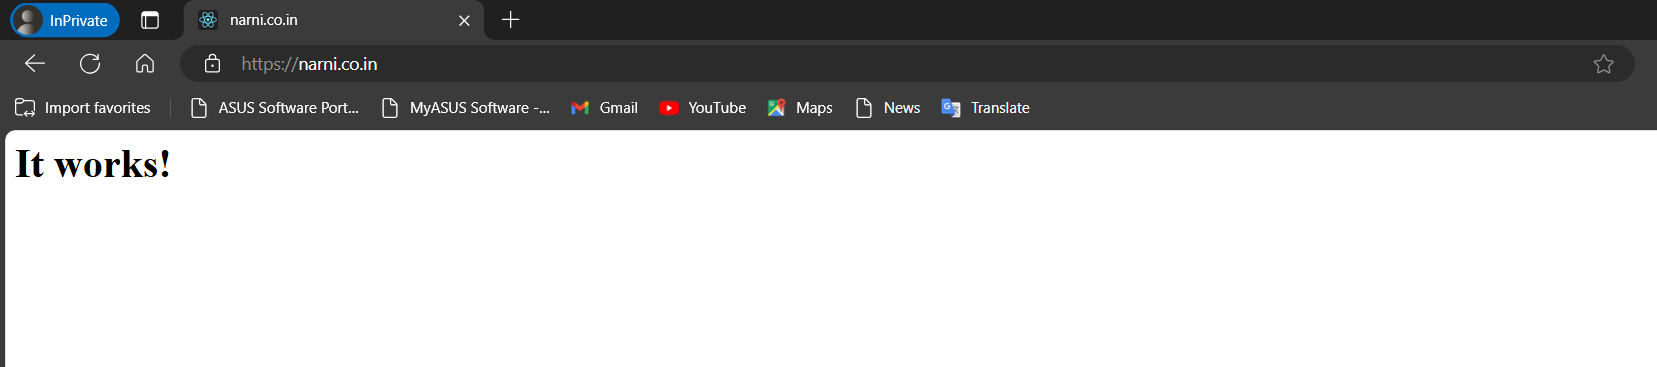 InPrivate narni.co.in
https://narni.co.in
Import favorites ASUS Software Port... MyASUS Software -... Gmail YouTube Maps News Translate
It works!